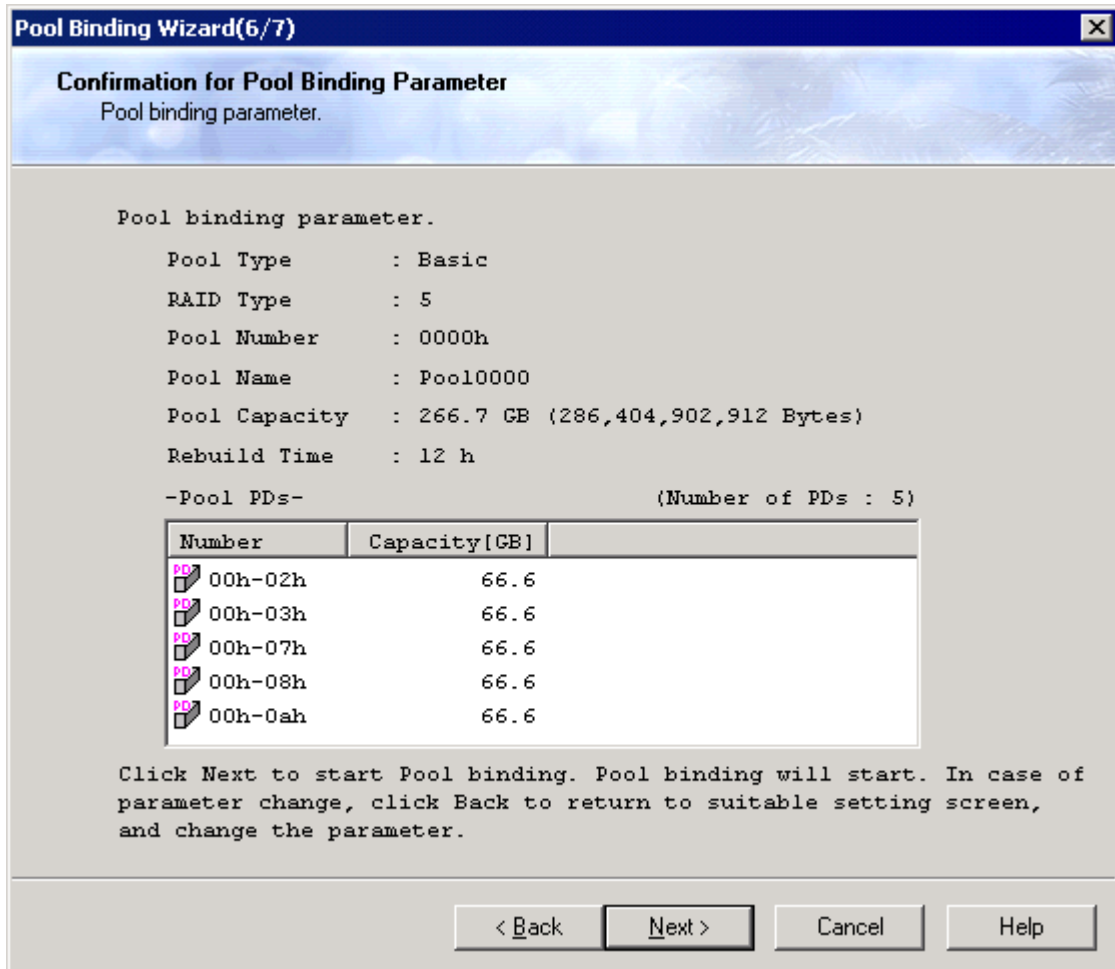 Pool Binding Wizard(6/7)
Confirmation for Pool Binding Parameter
Pool binding parameter.
Pool binding parameter.
Pool Type : Basic
RAID Type : 5
Pool Number : 0000h
Pool Name : Pool0000
Pool Capacity : 266.7 GB (286,404,902,912 Bytes)
Rebuild Time : 12 h
-Pool PDs- (Number of PDs : 5)
Number Capacity[GB]
PD 00h-02h 66.6
PD 00h-03h 66.6
PD 00h-07h 66.6
PD 00h-08h 66.6
PD 00h-0ah 66.6
Click Next to start Pool binding. Pool binding will start. In case of
parameter change, click Back to return to suitable setting screen,
and change the parameter.
< Back Next > Cancel Help